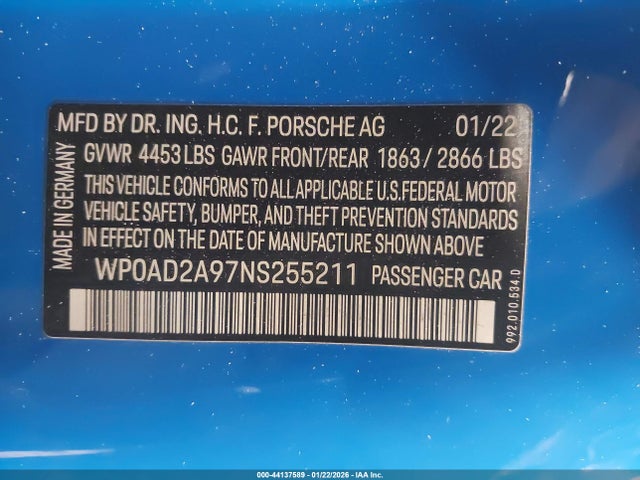 MFD BY DR. ING. H.C. F. PORSCHE AG 01/22
GVWR 4453 LBS GAWR FRONT/REAR 1863 / 2866 LBS
THIS VEHICLE CONFORMS TO ALL APPLICABLE U.S. FEDERAL MOTOR
VEHICLE SAFETY, BUMPER, AND THEFT PREVENTION STANDARDS
IN EFFECT ON THE DATE OF MANUFACTURE SHOWN ABOVE
WP0AD2A97NS255211 PASSENGER CAR
MADE IN GERMANY
992.010.534.D
000-44137589 - 01/22/2026 - IAA Inc.